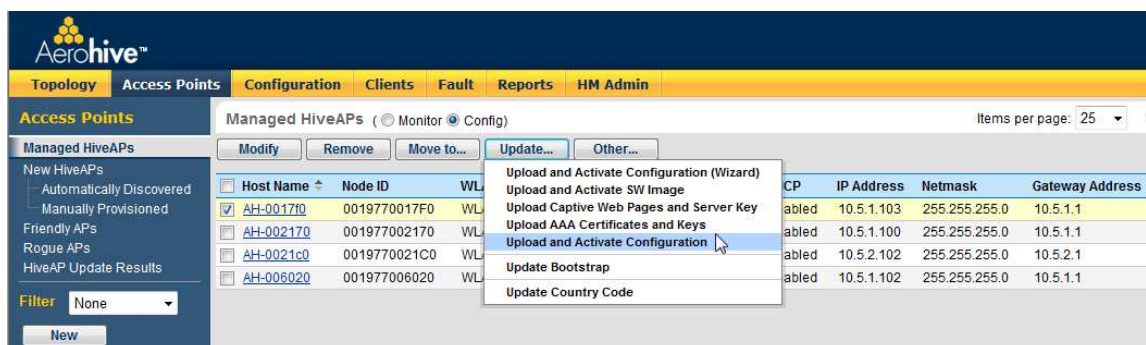 Aerohive™
Topology Access Points Configuration Clients Fault Reports HM Admin
Access Points
Managed HiveAPs
New HiveAPs
Automatically Discovered
Manually Provisioned
Friendly APs
Rogue APs
HiveAP Update Results
Filter None
New
Managed HiveAPs ( Monitor Config)
Items per page: 25
Modify Remove Move to... Update... Other...
Host Name Node ID WL CP IP Address Netmask Gateway Address
AH-0017f0 0019770017F0 WL abled 10.5.1.103 255.255.255.0 10.5.1.1
AH-002170 001977002170 WL abled 10.5.1.100 255.255.255.0 10.5.1.1
AH-0021c0 0019770021C0 WL abled 10.5.2.102 255.255.255.0 10.5.2.1
AH-006020 001977006020 WL abled 10.5.1.102 255.255.255.0 10.5.1.1
Upload and Activate Configuration (Wizard)
Upload and Activate SW Image
Upload Captive Web Pages and Server Key
Upload AAA Certificates and Keys
Upload and Activate Configuration
Update Bootstrap
Update Country Code